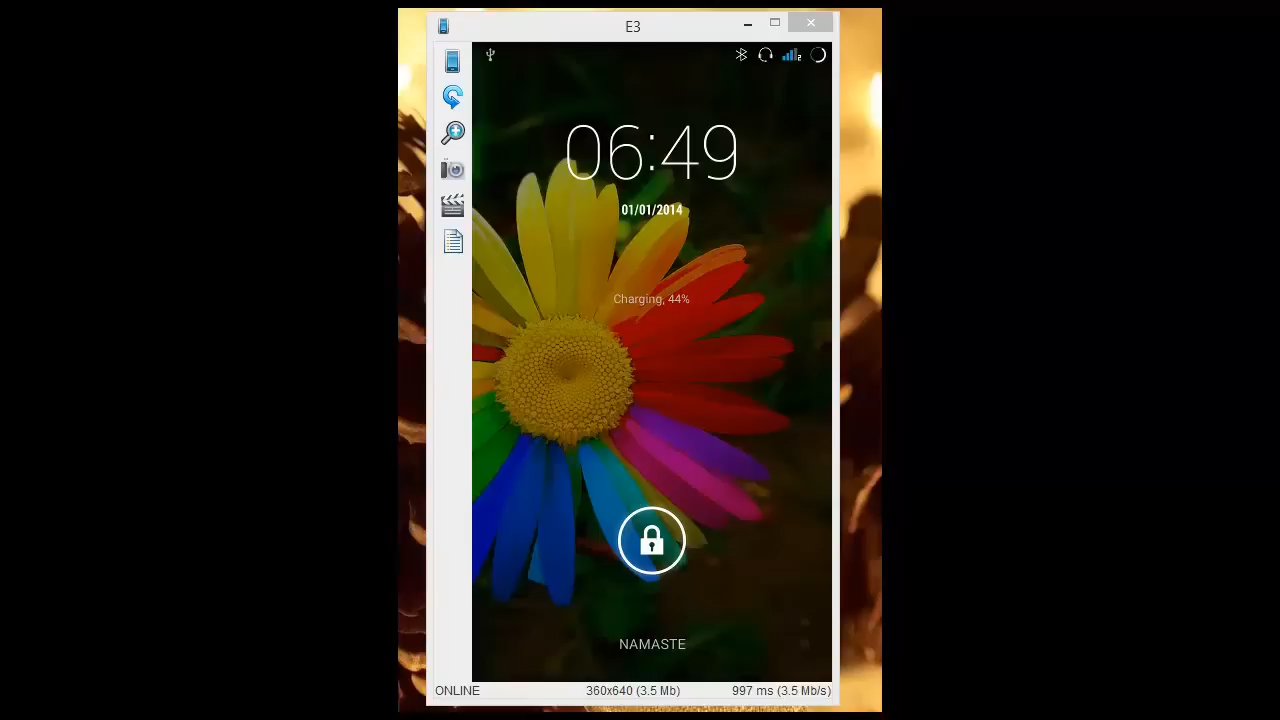 E3
2
06:49
01/01/2014
Charging, 44%
NAMASTE
ONLINE 360x640 (3.5 Mb) 997 ms (3.5 Mb/s)